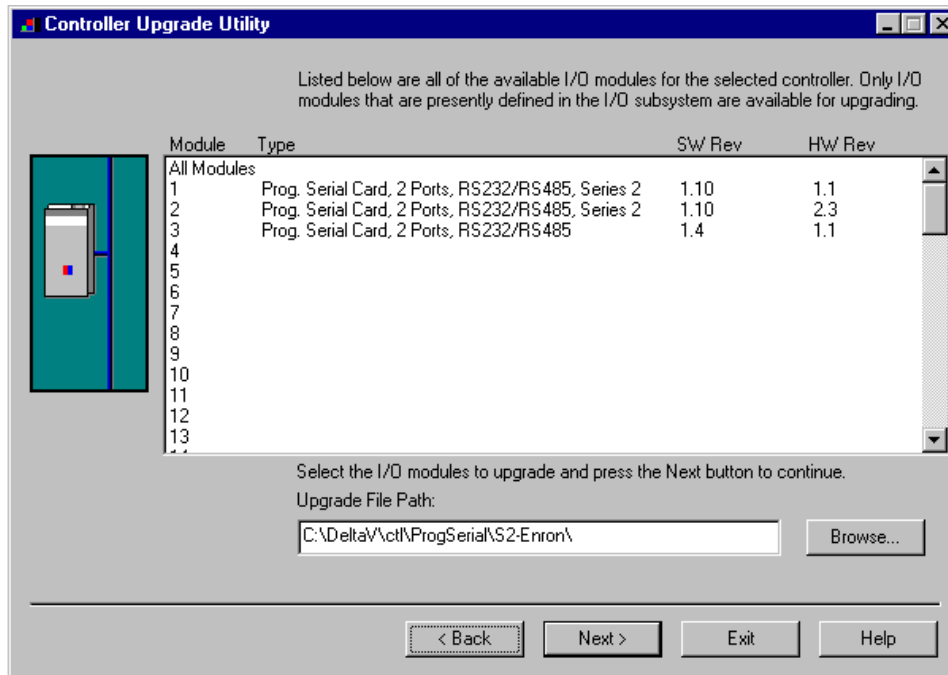 Controller Upgrade Utility
Listed below are all of the available I/O modules for the selected controller. Only I/O
modules that are presently defined in the I/O subsystem are available for upgrading.
Module Type SW Rev HW Rev
All Modules
1 Prog. Serial Card, 2 Ports, RS232/RS485, Series 2 1.10 1.1
2 Prog. Serial Card, 2 Ports, RS232/RS485, Series 2 1.10 2.3
3 Prog. Serial Card, 2 Ports, RS232/RS485 1.4 1.1
4
5
6
7
8
9
10
11
12
13
Select the I/O modules to upgrade and press the Next button to continue.
Upgrade File Path:
C:\DeltaV\ctl\ProgSerial\S2-Enron\
Browse...
< Back Next > Exit Help